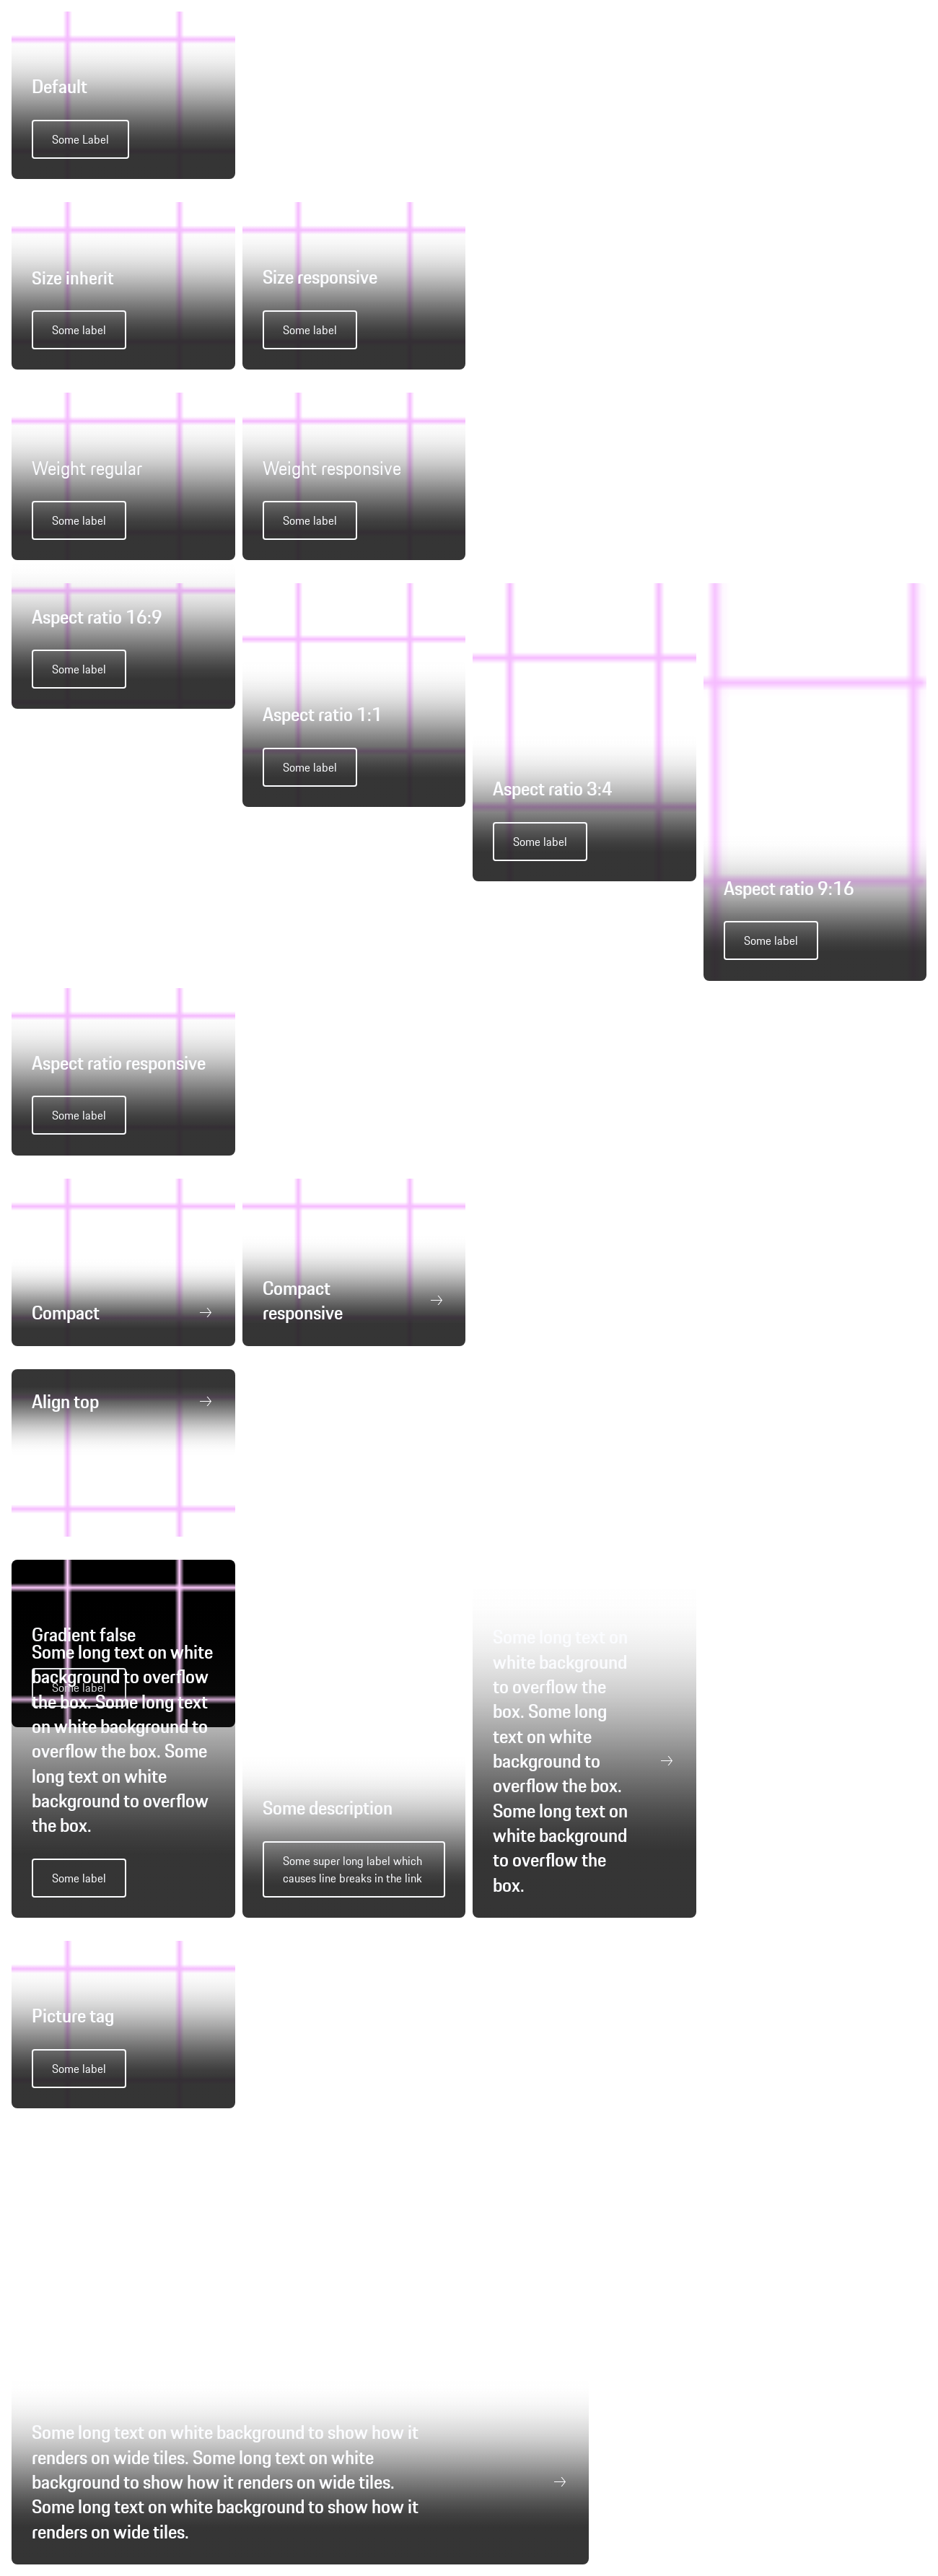 Default
Some Label
Size inherit
Some label
Size responsive
Some label
Weight regular
Some label
Weight responsive
Some label
Aspect ratio 16:9
Some label
Aspect ratio 1:1
Some label
Aspect ratio 3:4
Some label
Aspect ratio 9:16
Some label
Aspect ratio responsive
Some label
Compact
Compact
responsive
Align top
Gradient false
Some label
Some long text on white
background to overflow
the box. Some long text
on white background to
overflow the box. Some
long text on white
background to overflow
the box.
Some label
Some description
Some super long label which
causes line breaks in the link
Some long text on
white background
to overflow the
box. Some long
text on white
background to
overflow the box.
Some long text on
white background
to overflow the
box.
Picture tag
Some label
Some long text on white background to show how it
renders on wide tiles. Some long text on white
background to show how it renders on wide tiles.
Some long text on white background to show how it
renders on wide tiles.